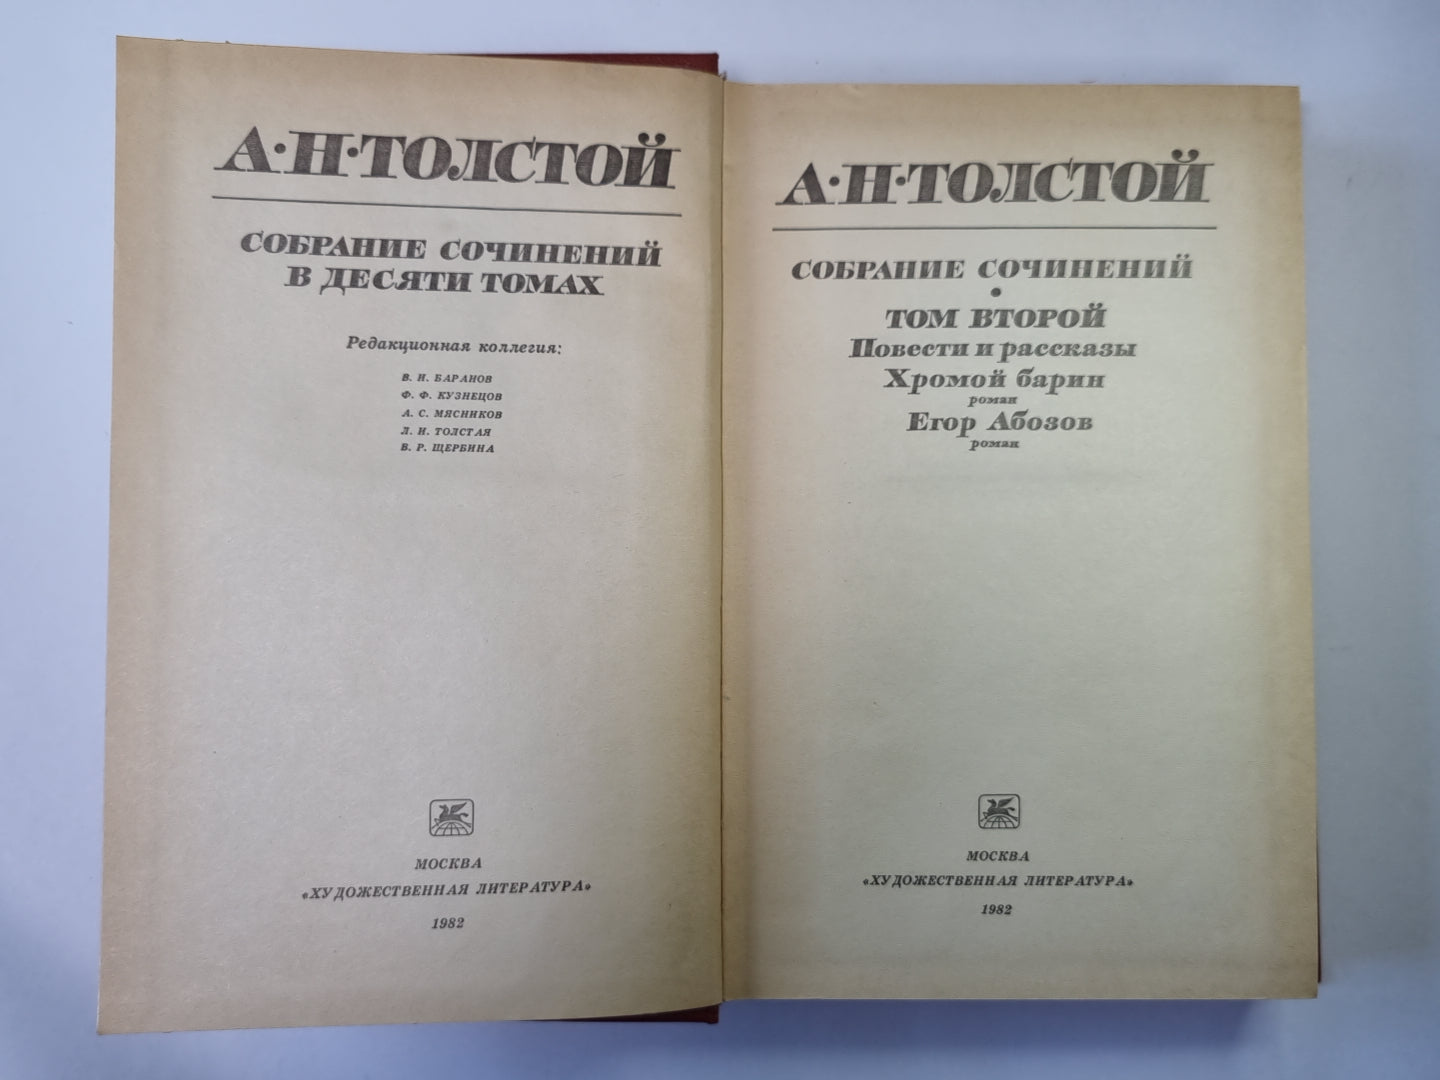 А·Н·ТОЛСТОЙ
СОБРАНИЕ СОЧИНЕНИЙ
В ДЕСЯТИ ТОМАХ
Редакционная коллегия:
В. И. БАРАНОВ
Ф. Ф. КУЗНЕЦОВ
А. С. МЯСНИКОВ
Л. И. ТОЛСТАЯ
В. Р. ЩЕРБИНА
МОСКВА
«ХУДОЖЕСТВЕННАЯ ЛИТЕРАТУРА»
1982
А·Н·ТОЛСТОЙ
СОБРАНИЕ СОЧИНЕНИЙ
•
ТОМ ВТОРОЙ
Повести и рассказы
Хромой барин
роман
Егор Абозов
роман
МОСКВА
«ХУДОЖЕСТВЕННАЯ ЛИТЕРАТУРА»
1982